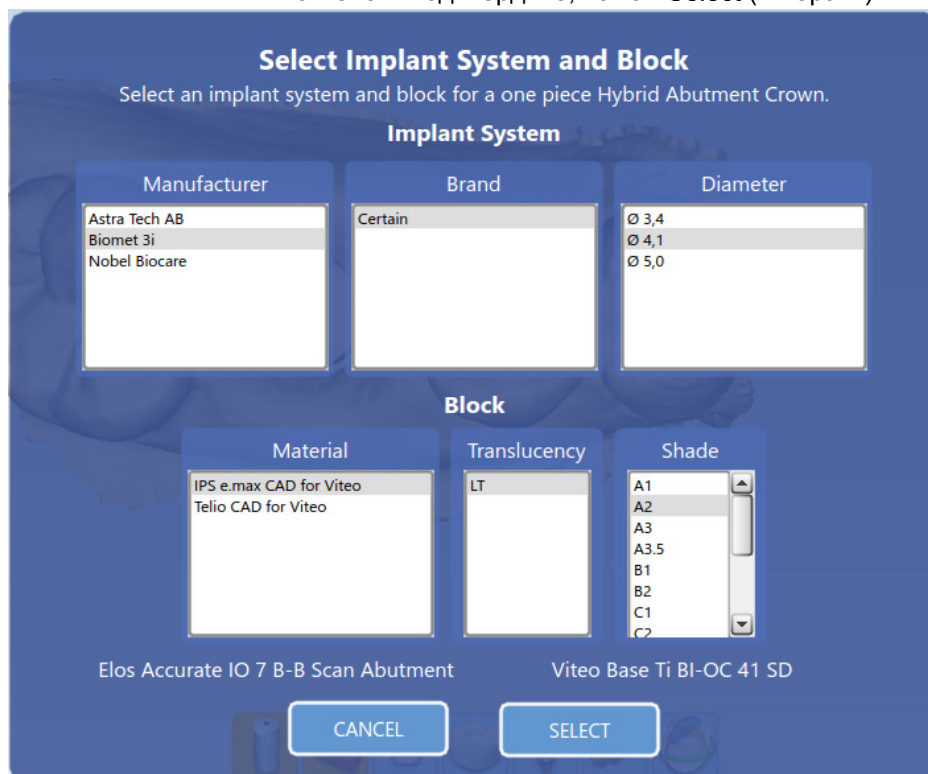 Select
Select Implant System and Block
Select an implant system and block for a one piece Hybrid Abutment Crown.
Implant System
Manufacturer Brand Diameter
Astra Tech AB Certain Ø 3,4
Biomet 3i Ø 4,1
Nobel Biocare Ø 5,0
Block
Material Translucency Shade
IPS e.max CAD for Viteo LT A1
Telio CAD for Viteo A2
A3
A3.5
B1
B2
C1
C2
Elos Accurate IO 7 B-B Scan Abutment Viteo Base Ti BI-OC 41 SD
CANCEL SELECT